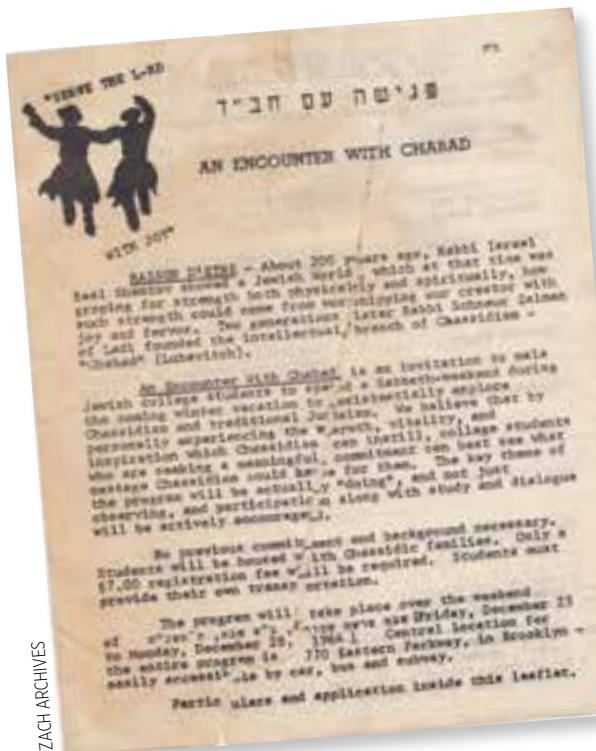 ב"ה
"SERVE THE L-RD
WITH JOY"
פגישה עם חב"ד
AN ENCOUNTER WITH CHABAD
RAISON D'ETRE - About 200 years ago, Rabbi Israel
Baal Shemtov showed a Jewish World, which at that time was
groping for strength both physically and spiritually, how
such strength could come from worshipping our creator with
joy and fervor. Two generations later Rabbi Schneur Zalman
of Ladi founded the intellectual branch of Chassidism -
"Chabad" (Lubavitch).
An Encounter with Chabad, is an invitation to male
Jewish College students to spend a Sabbath-weekend during
the coming winter vacation to existentially explore
Chassidism and traditional Judaism. We believe that by
personally experiencing the warmth, vitality, and
inspiration which Chassidism can instill, college students
who are seeking a meaningful commitment can best see what
message Chassidism could have for them. The key theme of
the program will be actually "doing", and not just
observing, and participation along with study and dialogue
will be actively encouraged.
No previous commitment and background necessary.
Students will be housed with Chassidic families. Only a
$7.00 registration fee will be required. Students must
provide their own transportation.
The program will take place over the weekend
of Friday, December 25
to Monday, December 28, 1964. Central location for
the entire program is 770 Eastern Parkway, in Brooklyn -
easily accessible by car, bus and subway.
Particulars and application inside this leaflet.
ZACH ARCHIVES